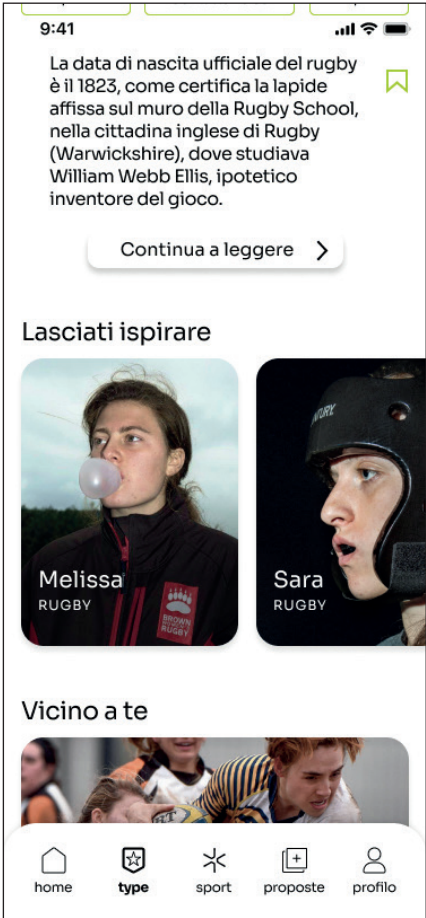 9:41
La data di nascita ufficiale del rugby
è il 1823, come certifica la lapide
affissa sul muro della Rugby School,
nella cittadina inglese di Rugby
(Warwickshire), dove studiava
William Webb Ellis, ipotetico
inventore del gioco.
Continua a leggere
Lasciati ispirare
Melissa
RUGBY
BROWN
RUGBY
Sara
RUGBY
Vicino a te
home
type
sport
proposte
profilo